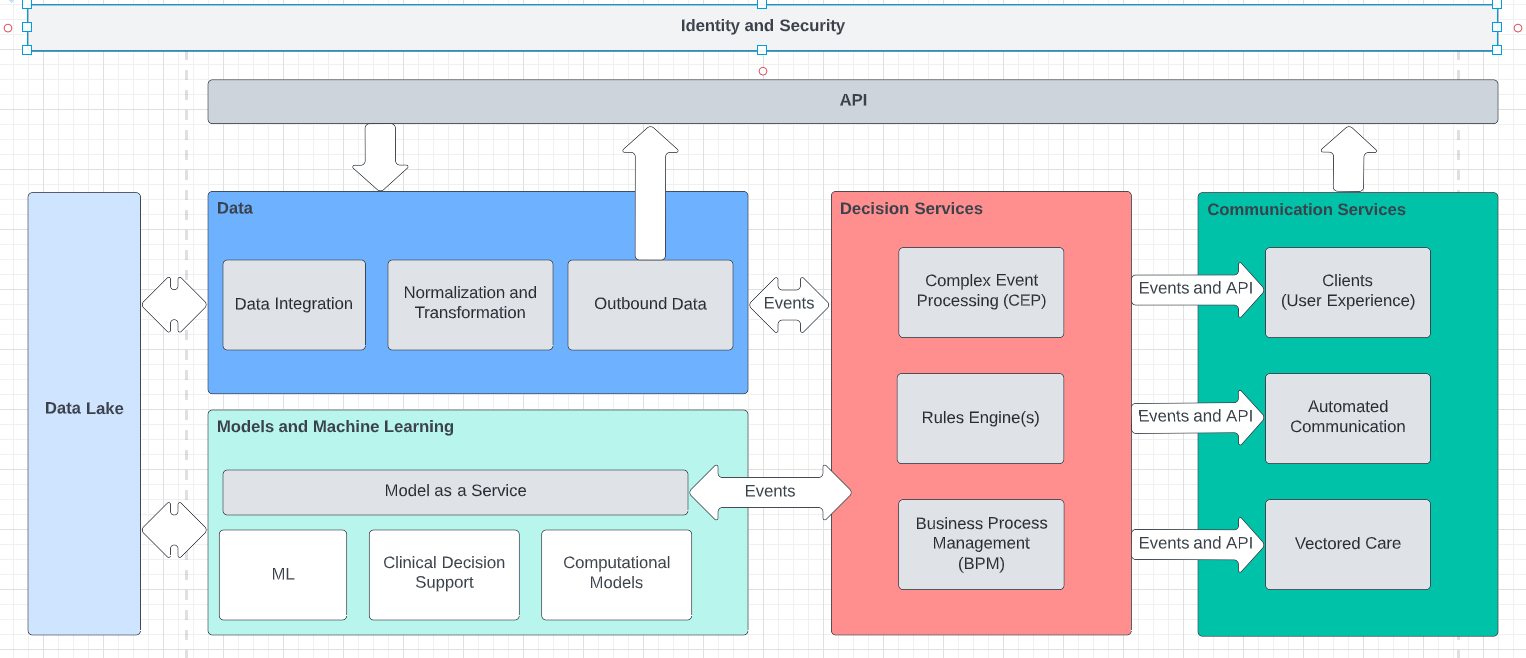 Identity and Security
API
Data
Data Integration
Normalization and
Transformation
Outbound Data
Events
Decision Services
Complex Event
Processing (CEP)
Rules Engine(s)
Business Process
Management
(BPM)
Events and API
Events and API
Events and API
Communication Services
Clients
(User Experience)
Automated
Communication
Vectored Care
Data Lake
Models and Machine Learning
Model as a Service
Events
ML
Clinical Decision
Support
Computational
Models